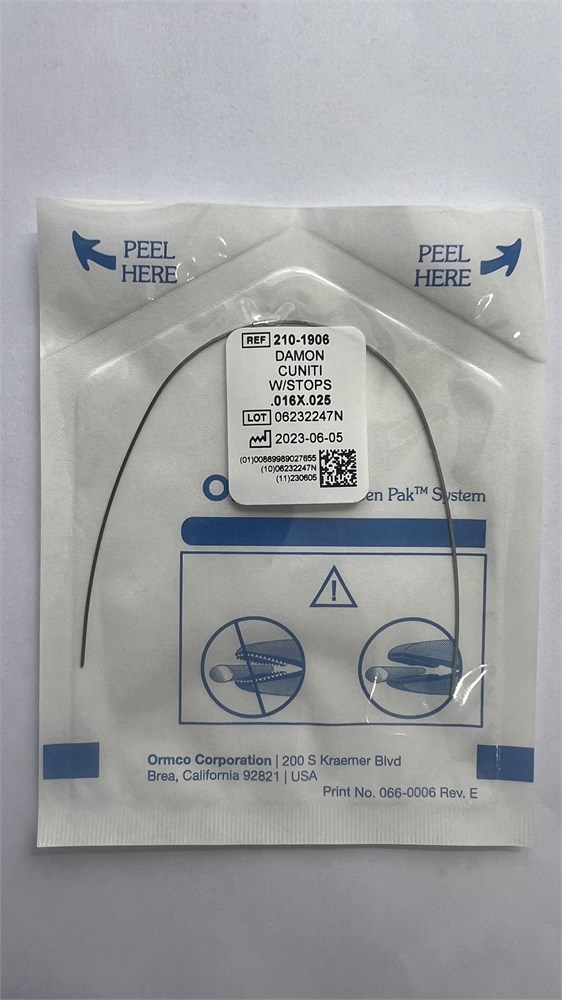 PEEL
HERE
PEEL
HERE
REF 210-1906
DAMON
CUNITI
W/STOPS
.016X.025
LOT 06232247N
2023-06-05
(01)00889989027655
(10)06232247N
(11)230605
Pak™ System
Ormco Corporation | 200 S Kraemer Blvd
Brea, California 92821 | USA
Print No. 066-0006 Rev. E